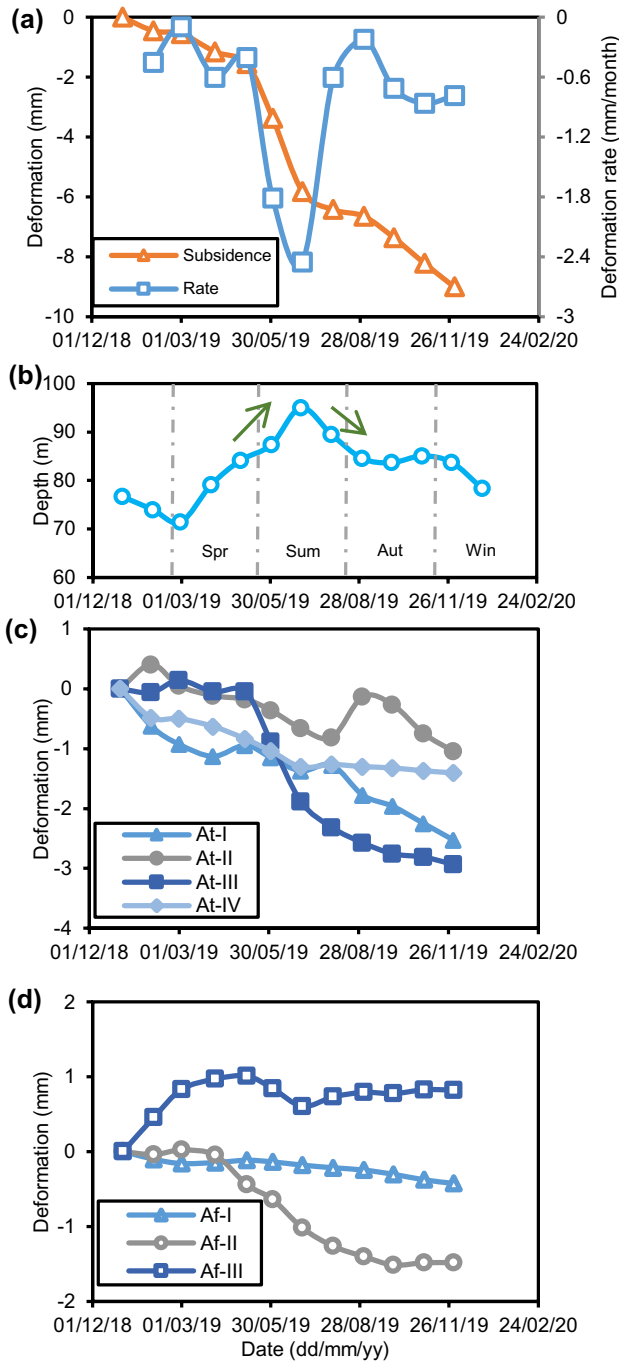 (a)
0
-2
-4
-6
-8
-10
Deformation (mm)
0
-0.6
-1.2
-1.8
-2.4
-3
Deformation rate (mm/month)
Subsidence
Rate
01/12/18 01/03/19 30/05/19 28/08/19 26/11/19 24/02/20
(b)
100
90
80
70
60
Depth (m)
Spr Sum Aut Win
01/12/18 01/03/19 30/05/19 28/08/19 26/11/19 24/02/20
(c)
1
0
-1
-2
-3
-4
Deformation (mm)
At-I
At-II
At-III
At-IV
01/12/18 01/03/19 30/05/19 28/08/19 26/11/19 24/02/20
(d)
2
1
0
-1
-2
Deformation (mm)
Af-I
Af-II
Af-III
01/12/18 01/03/19 30/05/19 28/08/19 26/11/19 24/02/20
Date (dd/mm/yy)